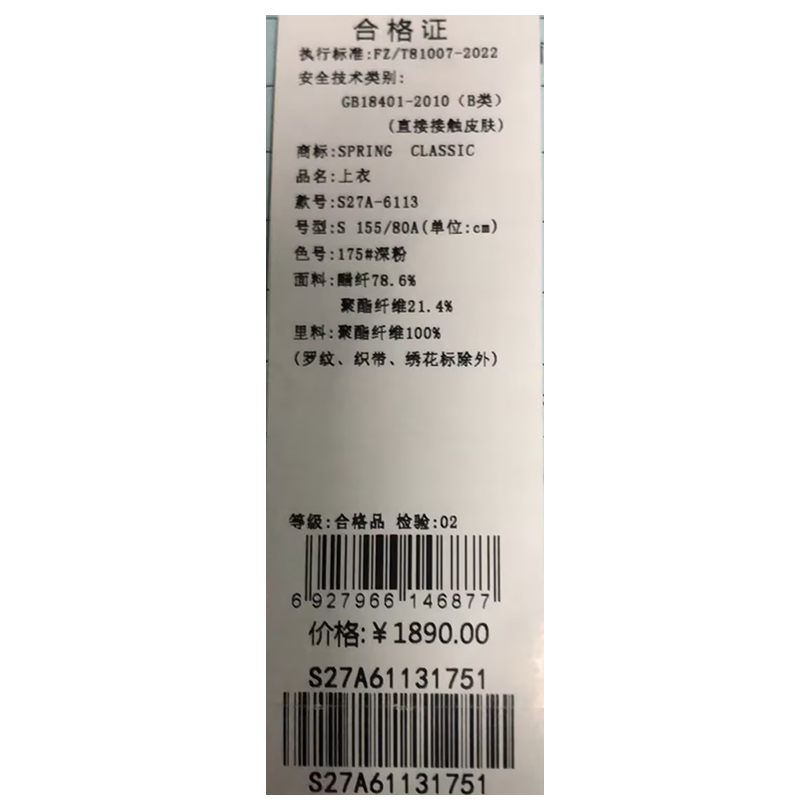 合格证
执行标准:FZ/T81007-2022
安全技术类别:
GB18401-2010(B类)
(直接接触皮肤)
商标:SPRING CLASSIC
品名:上衣
款号:S27A-6113
号型:S 155/80A(单位:cm)
色号:175#深粉
面料:醋纤78.6%
聚酯纤维21.4%
里料:聚酯纤维100%
(罗纹、织带、绣花标除外)
等级:合格品 检验:02
6 927966 146877
价格:¥1890.00
S27A61131751
S27A61131751